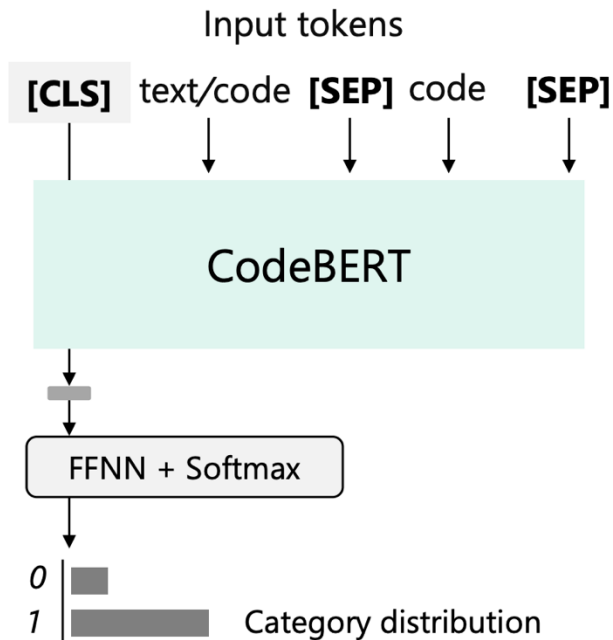 Input tokens
[CLS] text/code [SEP] code [SEP]
CodeBERT
FFNN + Softmax
0
1 Category distribution